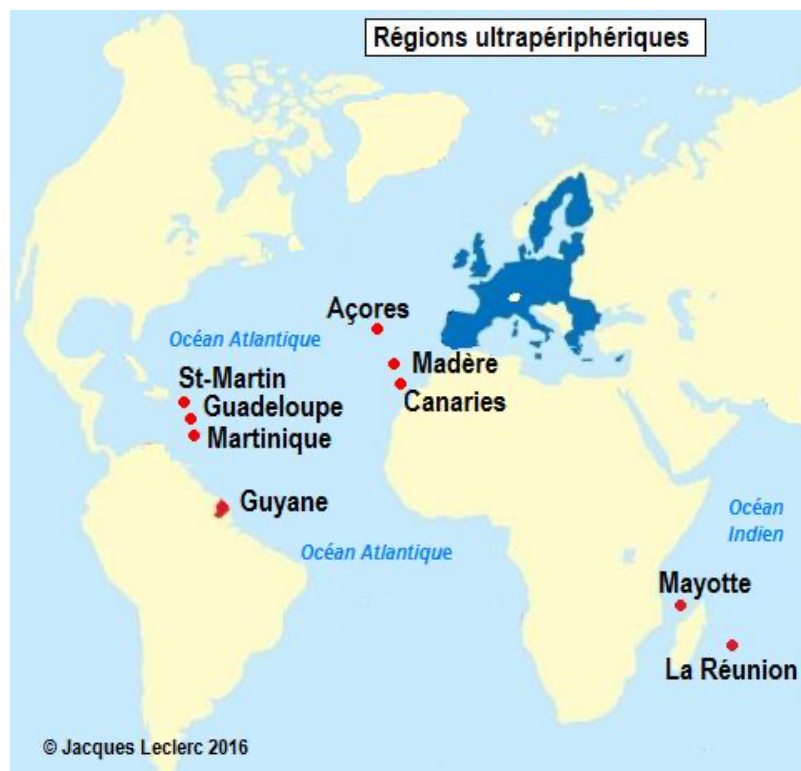 Régions ultrapériphériques
Açores
Océan Atlantique
Madère
St-Martin
Canaries
Guadeloupe
Martinique
Guyane
Océan
Indien
Océan Atlantique
Mayotte
La Réunion
© Jacques Leclerc 2016